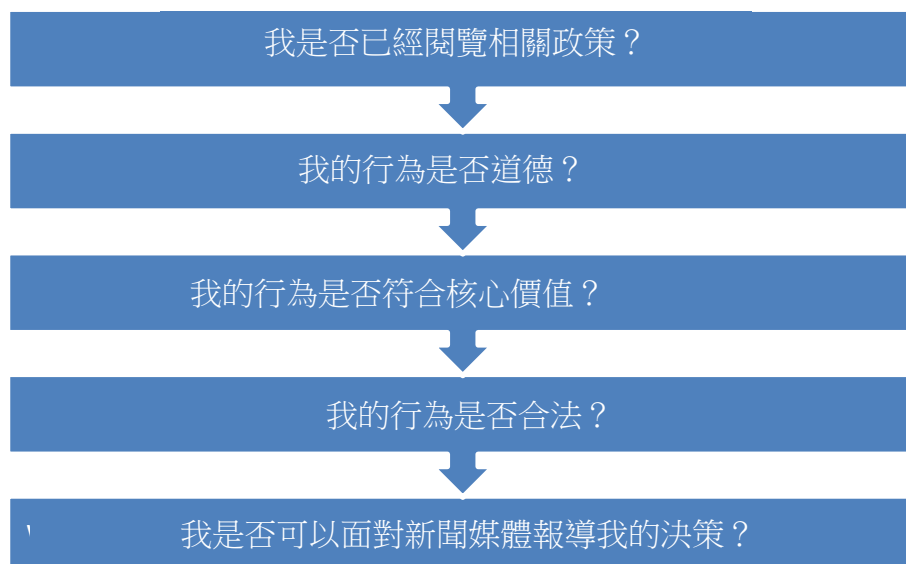 我是否已經閱覽相關政策？
我的行為是否道德？
我的行為是否符合核心價值？
我的行為是否合法？
我是否可以面對新聞媒體報導我的決策？